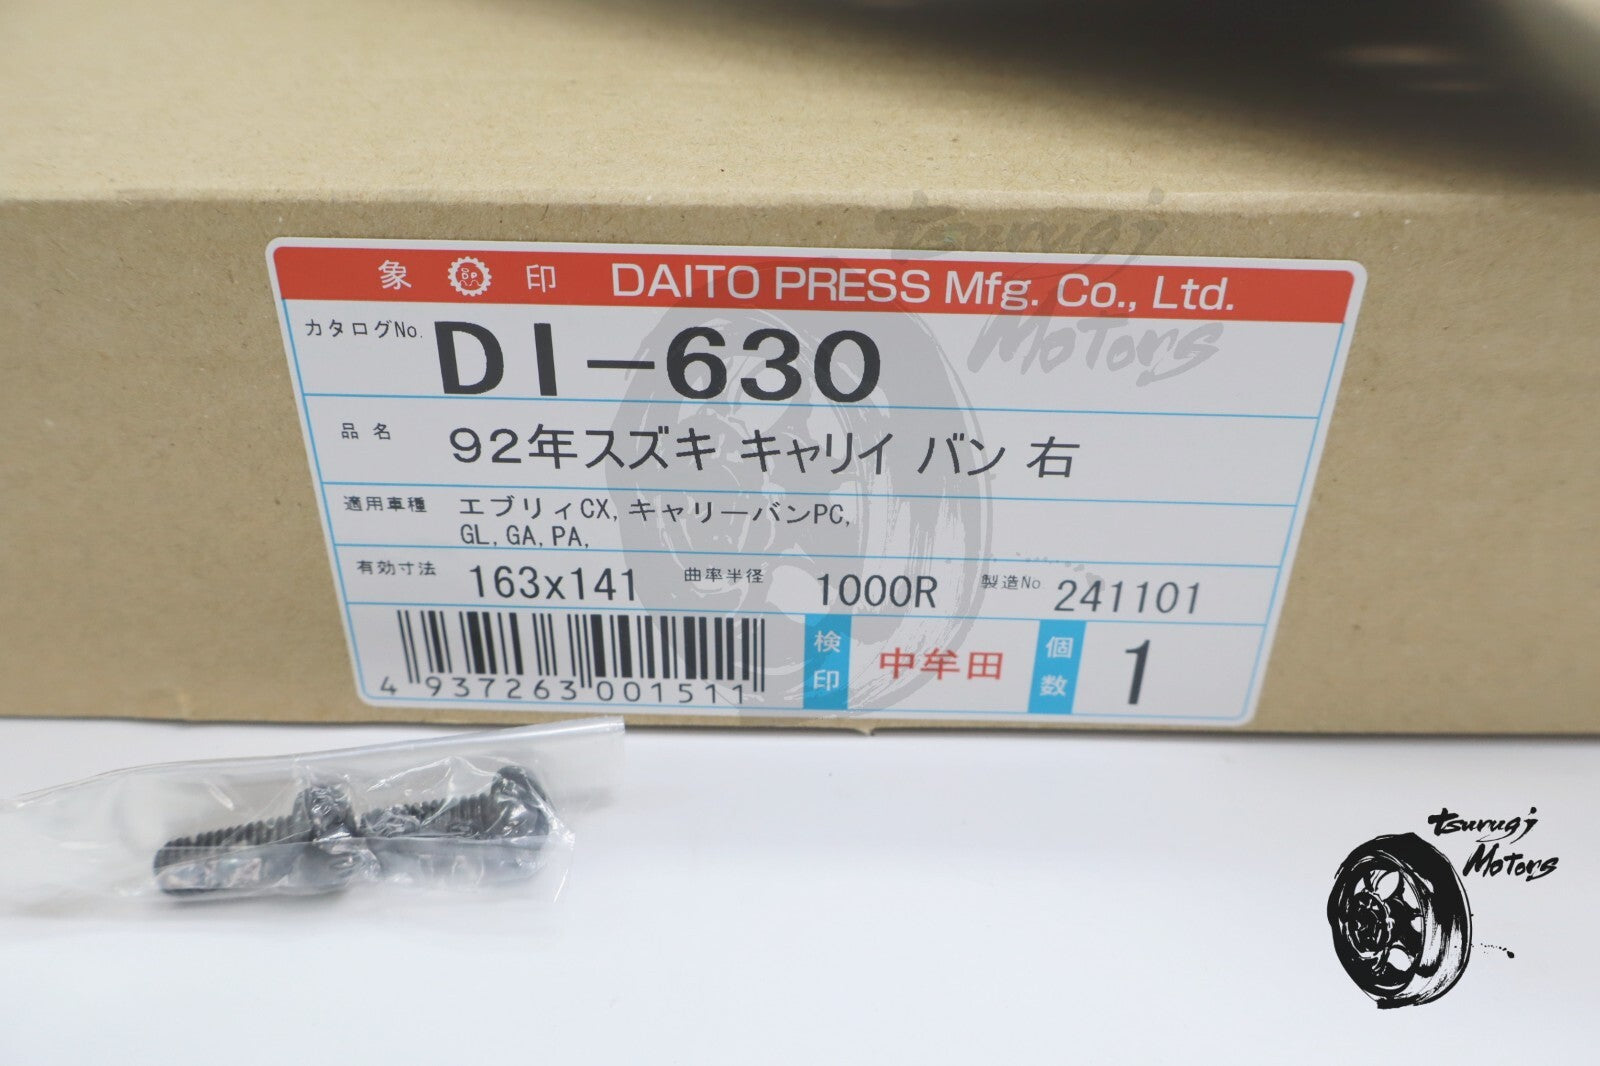 象 印 DAITO PRESS Mfg. Co., Ltd.
カタログNo. DI-630
品名 92年スズキ キャリイ バン 右
適用車種 エブリィCX, キャリーバンPC,
GL, GA, PA,
有効寸法 163x141 曲率半径 1000R 製造No. 241101
4 937263 001511
検印 中牟田 個数 1
tsurugi
Motors
tsurugi
Motors